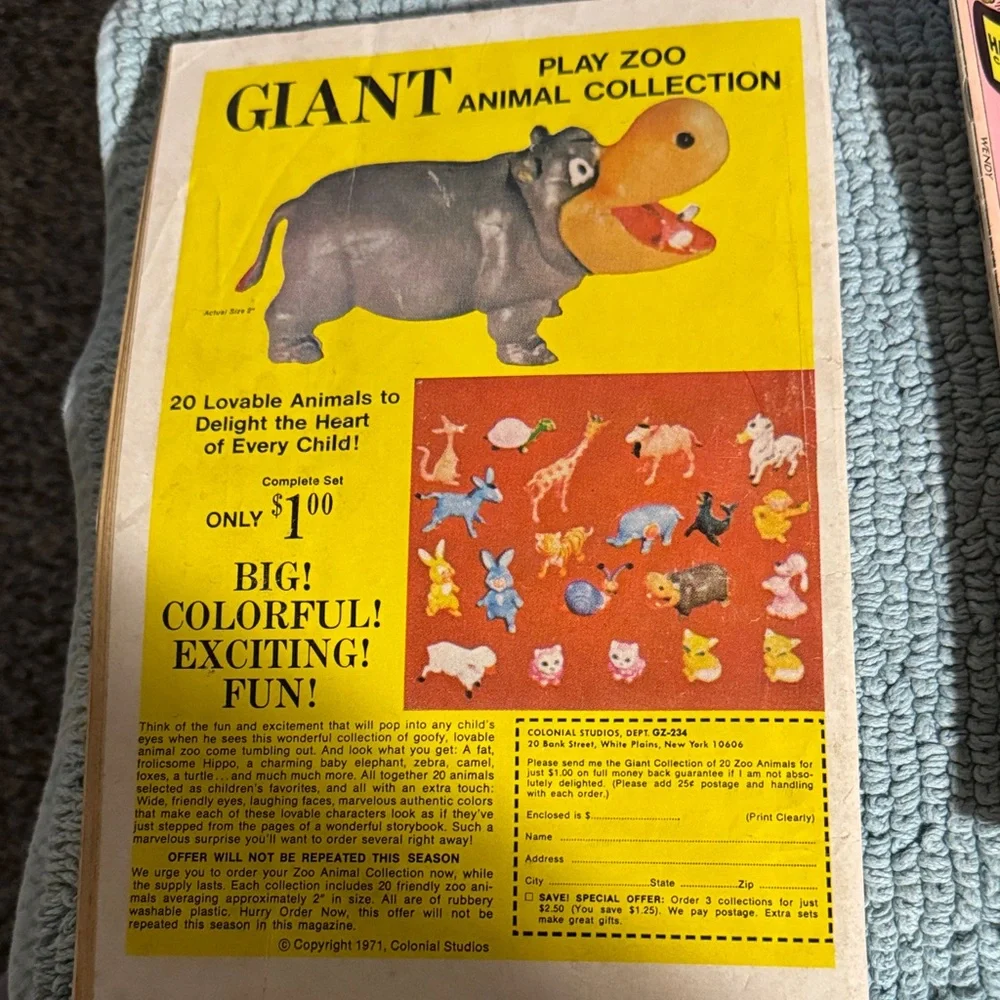 GIANT PLAY ZOO
ANIMAL COLLECTION
Actual Size 2"
20 Lovable Animals to
Delight the Heart
of Every Child!
Complete Set
ONLY $1.00
BIG!
COLORFUL!
EXCITING!
FUN!
Think of the fun and excitement that will pop into any child's
eyes when he sees this wonderful collection of goofy, lovable
animal zoo come tumbling out. And look what you get: A fat,
frolicsome Hippo, a charming baby elephant, zebra, camel,
foxes, a turtle...and much much more. All together 20 animals
selected as children's favorites, and all with an extra touch:
Wide, friendly eyes, laughing faces, marvelous authentic colors
that make each of these lovable characters look as if they've
just stepped from the pages of a wonderful storybook. Such a
marvelous surprise you'll want to order several right away!
OFFER WILL NOT BE REPEATED THIS SEASON
We urge you to order your Zoo Animal Collection now, while
the supply lasts. Each collection includes 20 friendly zoo ani-
mals averaging approximately 2" in size. All are of rubbery
washable plastic. Hurry Order Now, this offer will not be
repeated this season in this magazine.
© Copyright 1971, Colonial Studios
COLONIAL STUDIOS, DEPT. GZ-234
20 Bank Street, White Plains, New York 10606
Please send me the Giant Collection of 20 Zoo Animals for
just $1.00 on full money back guarantee if I am not abso-
lutely delighted. (Please add 25¢ postage and handling
with each order.)
Enclosed is $ (Print Clearly)
Name
Address
City State Zip
SAVE! SPECIAL OFFER: Order 3 collections for just
$2.50 (You save $1.25). We pay postage. Extra sets
make great gifts.
WENDY